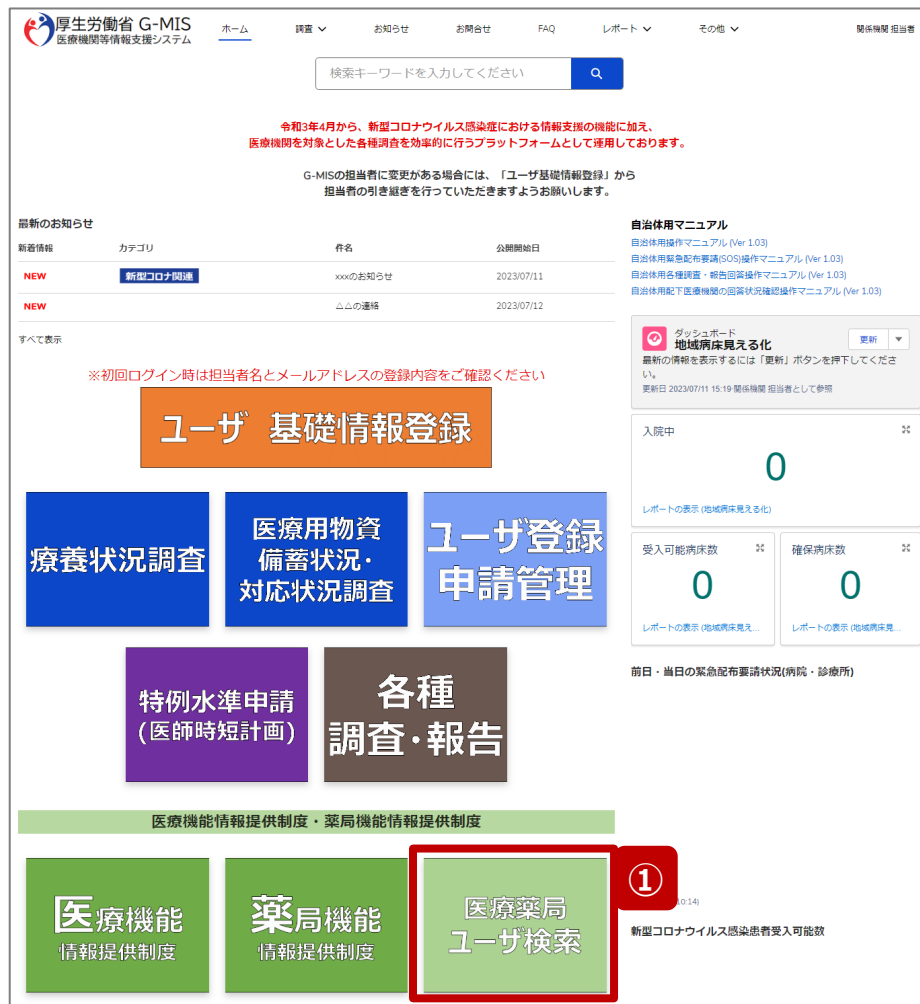 厚生労働省 G-MIS
医療機関等情報支援システム
ホーム
調査
お知らせ
お問合せ
FAQ
レポート
その他
関係機関 担当者
検索キーワードを入力してください
令和3年4月から、新型コロナウイルス感染症における情報支援の機能に加え、
医療機関を対象とした各種調査を効率的に行うプラットフォームとして運用しております。
G-MISの担当者に変更がある場合には、「ユーザ基礎情報登録」から
担当者の引き継ぎを行っていただきますようお願いします。
最新のお知らせ
新着情報 カテゴリ 件名 公開開始日
NEW 新型コロナ関連 xxxのお知らせ 2023/07/11
NEW △△の連絡 2023/07/12
すべて表示
自治体用マニュアル
自治体用操作マニュアル (Ver 1.03)
自治体用緊急配布要請(SOS)操作マニュアル (Ver 1.03)
自治体用各種調査・報告回答操作マニュアル (Ver 1.03)
自治体用配下医療機関の回答状況確認操作マニュアル (Ver 1.03)
ダッシュボード
地域病床見える化
更新
最新の情報を表示するには「更新」ボタンを押下してくださ
い。
更新日 2023/07/11 15:19·関係機関 担当者として参照
入院中
0
レポートの表示 (地域病床見える化)
受入可能病床数
0
レポートの表示 (地域病床見え...
確保病床数
0
レポートの表示 (地域病床見...
前日・当日の緊急配布要請状況(病院・診療所)
※初回ログイン時は担当者名とメールアドレスの登録内容をご確認ください
ユーザ 基礎情報登録
療養状況調査
医療用物資
備蓄状況・
対応状況調査
ユーザ登録
申請管理
特例水準申請
(医師時短計画)
各種
調査・報告
医療機能情報提供制度・薬局機能情報提供制度
医療機能
情報提供制度
薬局機能
情報提供制度
医療薬局
ユーザ検索
①
0:14)
新型コロナウイルス感染患者受入可能数